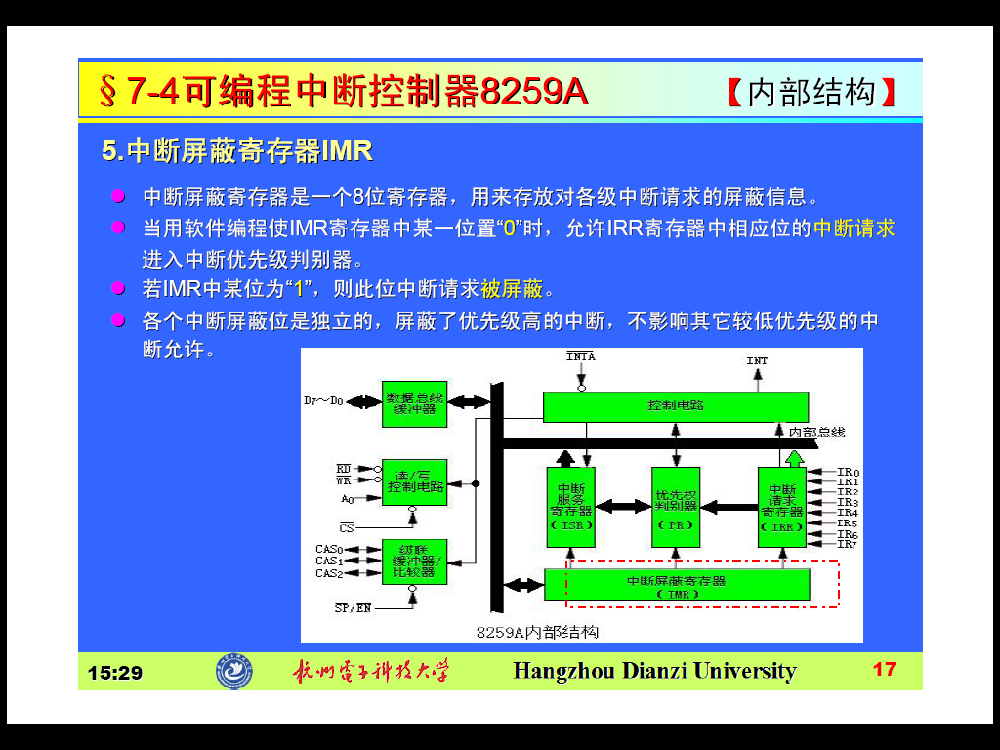 §7-4可编程中断控制器8259A 【内部结构】
5.中断屏蔽寄存器IMR
中断屏蔽寄存器是一个8位寄存器，用来存放对各级中断请求的屏蔽信息。
当用软件编程使IMR寄存器中某一位置“0”时，允许IRR寄存器中相应位的中断请求
进入中断优先级判别器。
若IMR中某位为“1”，则此位中断请求被屏蔽。
各个中断屏蔽位是独立的，屏蔽了优先级高的中断，不影响其它较低优先级的中
断允许。
INTA
INT
D7～D0
数据总线
缓冲器
控制电路
内部总线
RD
WR
A0
CS
读/写
控制电路
中断
服务
寄存器
(ISR)
优先权
判别器
(PR)
中断
请求
寄存器
(IRR)
IR0
IR1
IR2
IR3
IR4
IR5
IR6
IR7
CAS0
CAS1
CAS2
级联
缓冲器/
比较器
SP/EN
中断屏蔽寄存器
(IMR)
8259A内部结构
15:29
杭州电子科技大学
Hangzhou Dianzi University
17